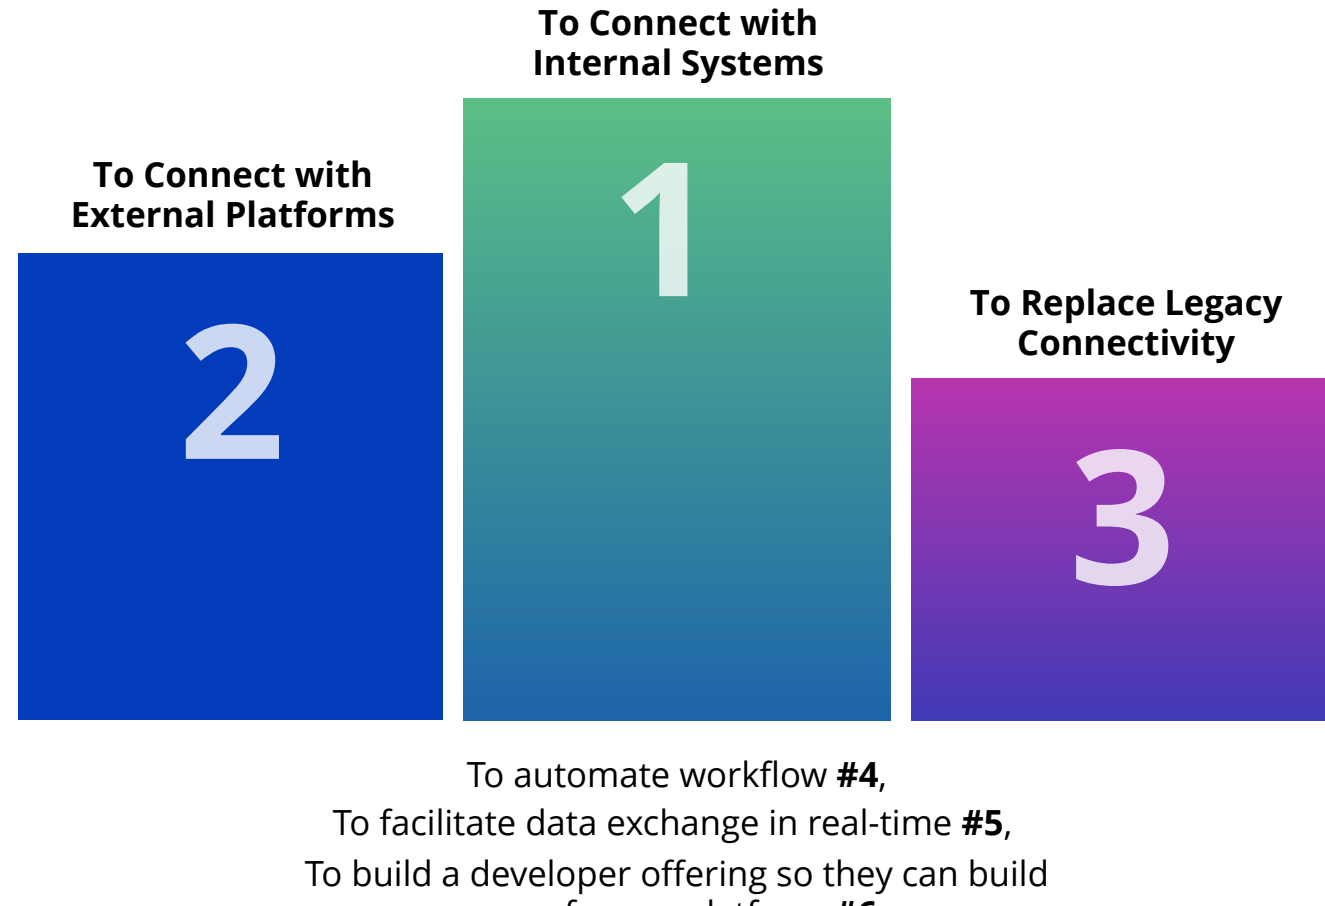 To Connect with
Internal Systems
To Connect with
External Platforms
To Replace Legacy
Connectivity
1
2
3
To automate workflow #4,
To facilitate data exchange in real-time #5,
To build a developer offering so they can build
#6